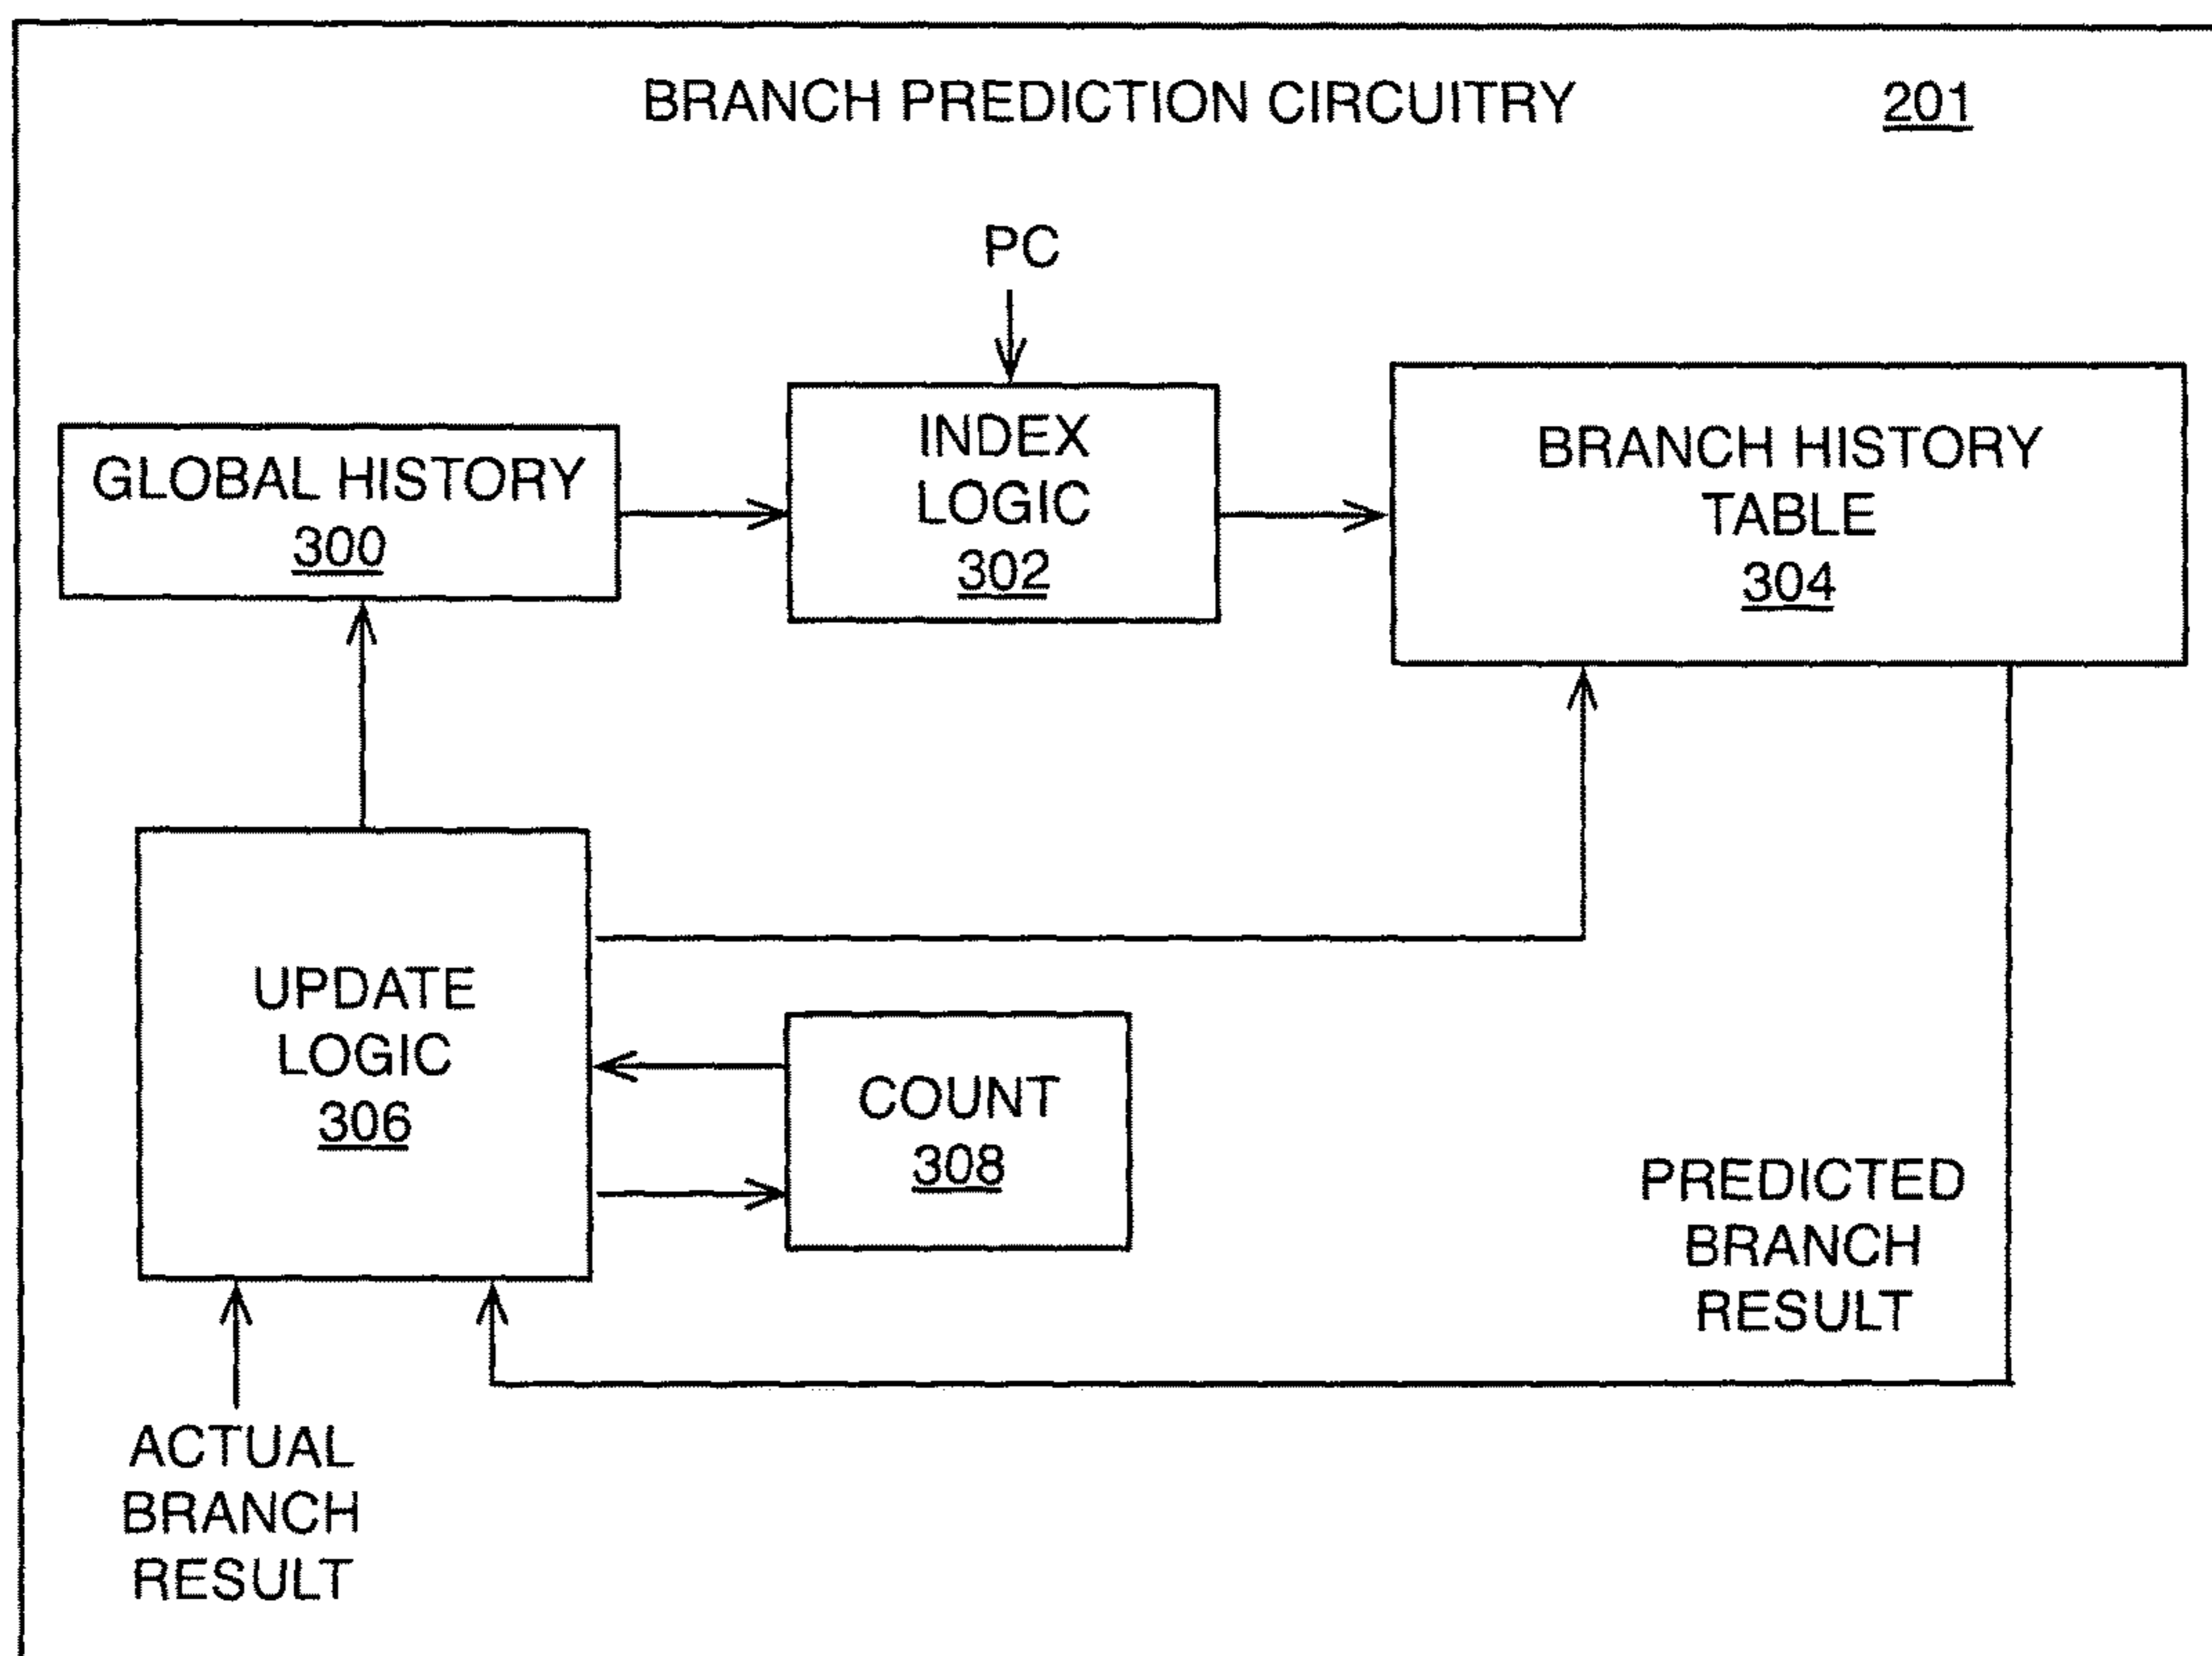 BRANCH PREDICTION CIRCUITRY 201
PC
GLOBAL HISTORY
300
INDEX
LOGIC
302
BRANCH HISTORY
TABLE
304
UPDATE
LOGIC
306
COUNT
308
PREDICTED
BRANCH
RESULT
ACTUAL
BRANCH
RESULT